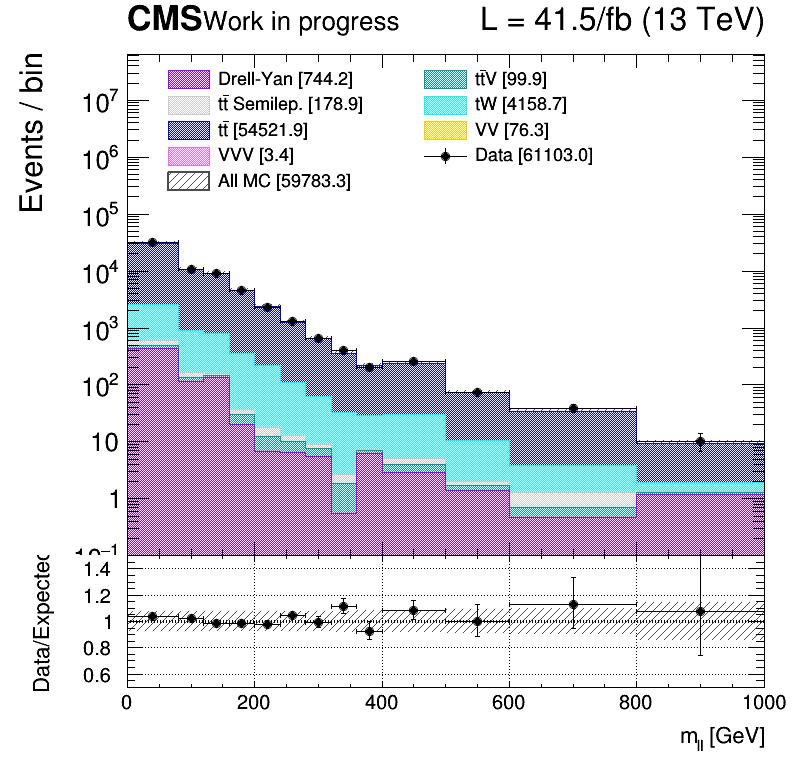 CMS Work in progress L = 41.5/fb (13 TeV)
Events / bin
Drell-Yan [744.2] tt̄V [99.9]
tt̄ Semilep. [178.9] tW [4158.7]
tt̄ [54521.9] VV [76.3]
VVV [3.4] Data [61103.0]
All MC [59783.3]
10⁷
10⁶
10⁵
10⁴
10³
10²
10
1
10⁻¹
Data/Expected
1.4
1.2
1
0.8
0.6
0 200 400 600 800 1000
m_ll [GeV]